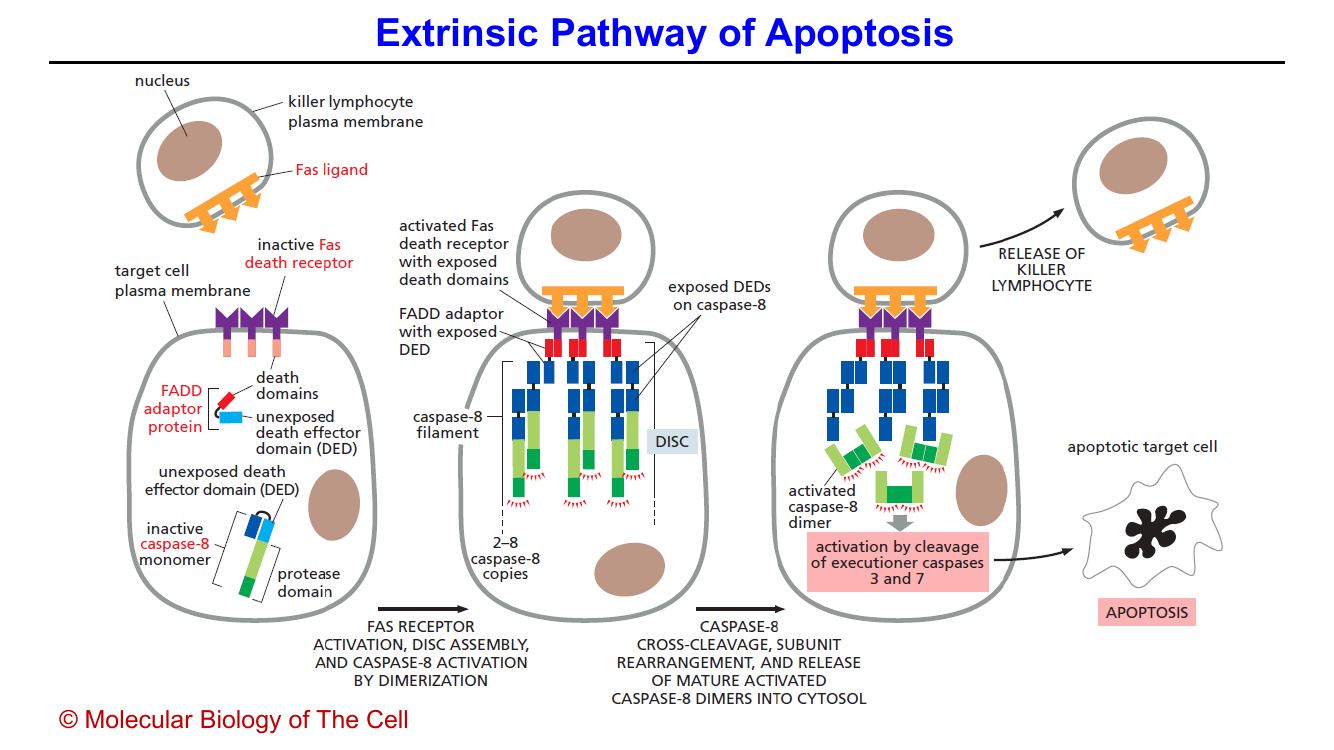 Extrinsic Pathway of Apoptosis
nucleus
killer lymphocyte
plasma membrane
Fas ligand
inactive Fas
death receptor
target cell
plasma membrane
FADD
adaptor
protein
death
domains
unexposed
death effector
domain (DED)
unexposed death
effector domain (DED)
inactive
caspase-8
monomer
protease
domain
FAS RECEPTOR
ACTIVATION, DISC ASSEMBLY,
AND CASPASE-8 ACTIVATION
BY DIMERIZATION
activated Fas
death receptor
with exposed
death domains
FADD adaptor
with exposed
DED
exposed DEDs
on caspase-8
caspase-8
filament
DISC
2–8
caspase-8
copies
CASPASE-8
CROSS-CLEAVAGE, SUBUNIT
REARRANGEMENT, AND RELEASE
OF MATURE ACTIVATED
CASPASE-8 DIMERS INTO CYTOSOL
activated
caspase-8
dimer
activation by cleavage
of executioner caspases
3 and 7
RELEASE OF
KILLER
LYMPHOCYTE
apoptotic target cell
APOPTOSIS
© Molecular Biology of The Cell